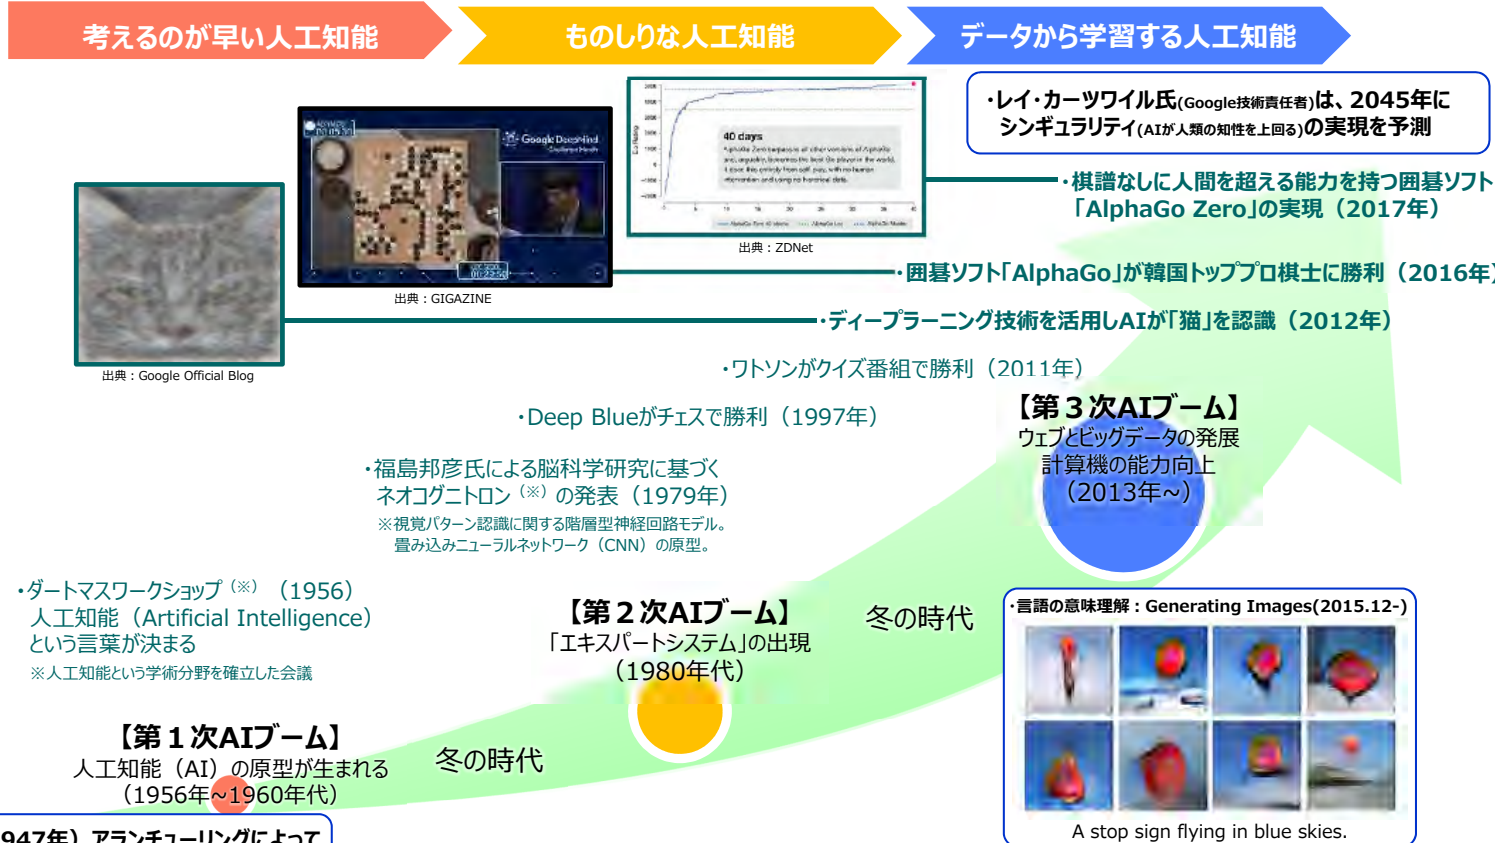 考えるのが早い人工知能
ものしりな人工知能
データから学習する人工知能
・レイ・カーツワイル氏(Google技術責任者)は、2045年に
シンギュラリティ(AIが人類の知性を上回る)の実現を予測
Google DeepMind
40 days
・棋譜なしに人間を超える能力を持つ囲碁ソフト
「AlphaGo Zero」の実現（2017年）
出典：ZDNet
・囲碁ソフト「AlphaGo」が韓国トッププロ棋士に勝利（2016年）
出典：GIGAZINE
・ディープラーニング技術を活用しAIが「猫」を認識（2012年）
出典：Google Official Blog
・ワトソンがクイズ番組で勝利（2011年）
・Deep Blueがチェスで勝利（1997年）
【第３次AIブーム】
ウェブとビッグデータの発展
計算機の能力向上
（2013年~）
・福島邦彦氏による脳科学研究に基づく
ネオコグニトロン（※）の発表（1979年）
※視覚パターン認識に関する階層型神経回路モデル。
畳み込みニューラルネットワーク（CNN）の原型。
・ダートマスワークショップ（※）（1956）
人工知能（Artificial Intelligence）
という言葉が決まる
※人工知能という学術分野を確立した会議
【第２次AIブーム】
「エキスパートシステム」の出現
（1980年代）
冬の時代
・言語の意味理解：Generating Images(2015.12-)
A stop sign flying in blue skies.
【第１次AIブーム】
人工知能（AI）の原型が生まれる
（1956年~1960年代）
冬の時代
947年）アランチューリングによって